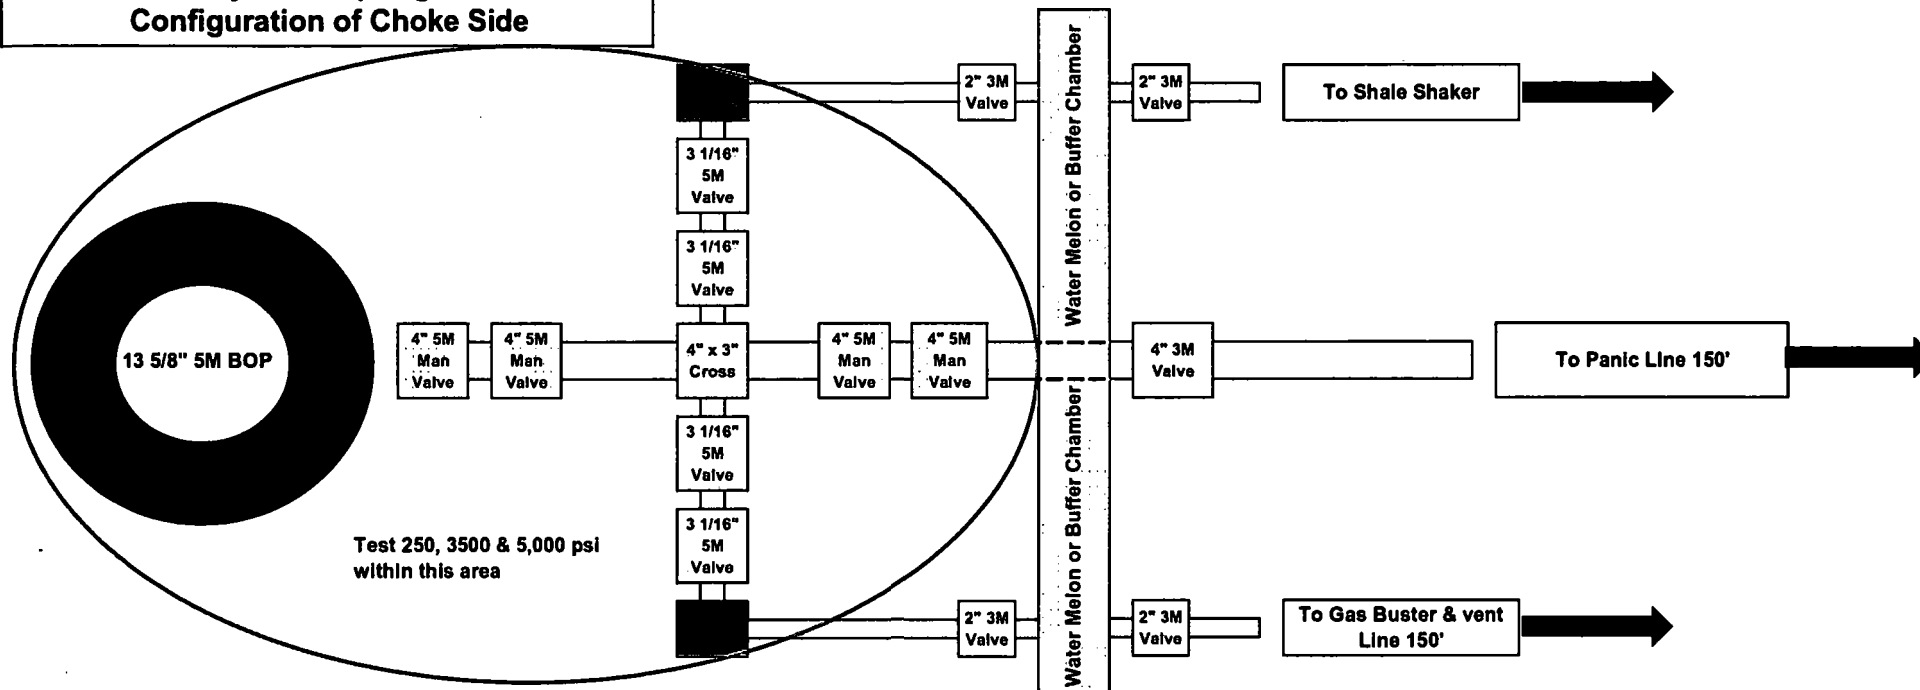 Configuration of Choke Side
2" 3M
Valve
2" 3M
Valve
To Shale Shaker
3 1/16"
5M
Valve
3 1/16"
5M
Valve
Water Melon or Buffer Chamber
13 5/8" 5M BOP
4" 5M
Man
Valve
4" 5M
Man
Valve
4" x 3"
Cross
4" 5M
Man
Valve
4" 5M
Man
Valve
4" 3M
Valve
To Panic Line 150'
3 1/16"
5M
Valve
3 1/16"
5M
Valve
Water Melon or Buffer Chamber
Test 250, 3500 & 5,000 psi
within this area
2" 3M
Valve
2" 3M
Valve
To Gas Buster & vent
Line 150'